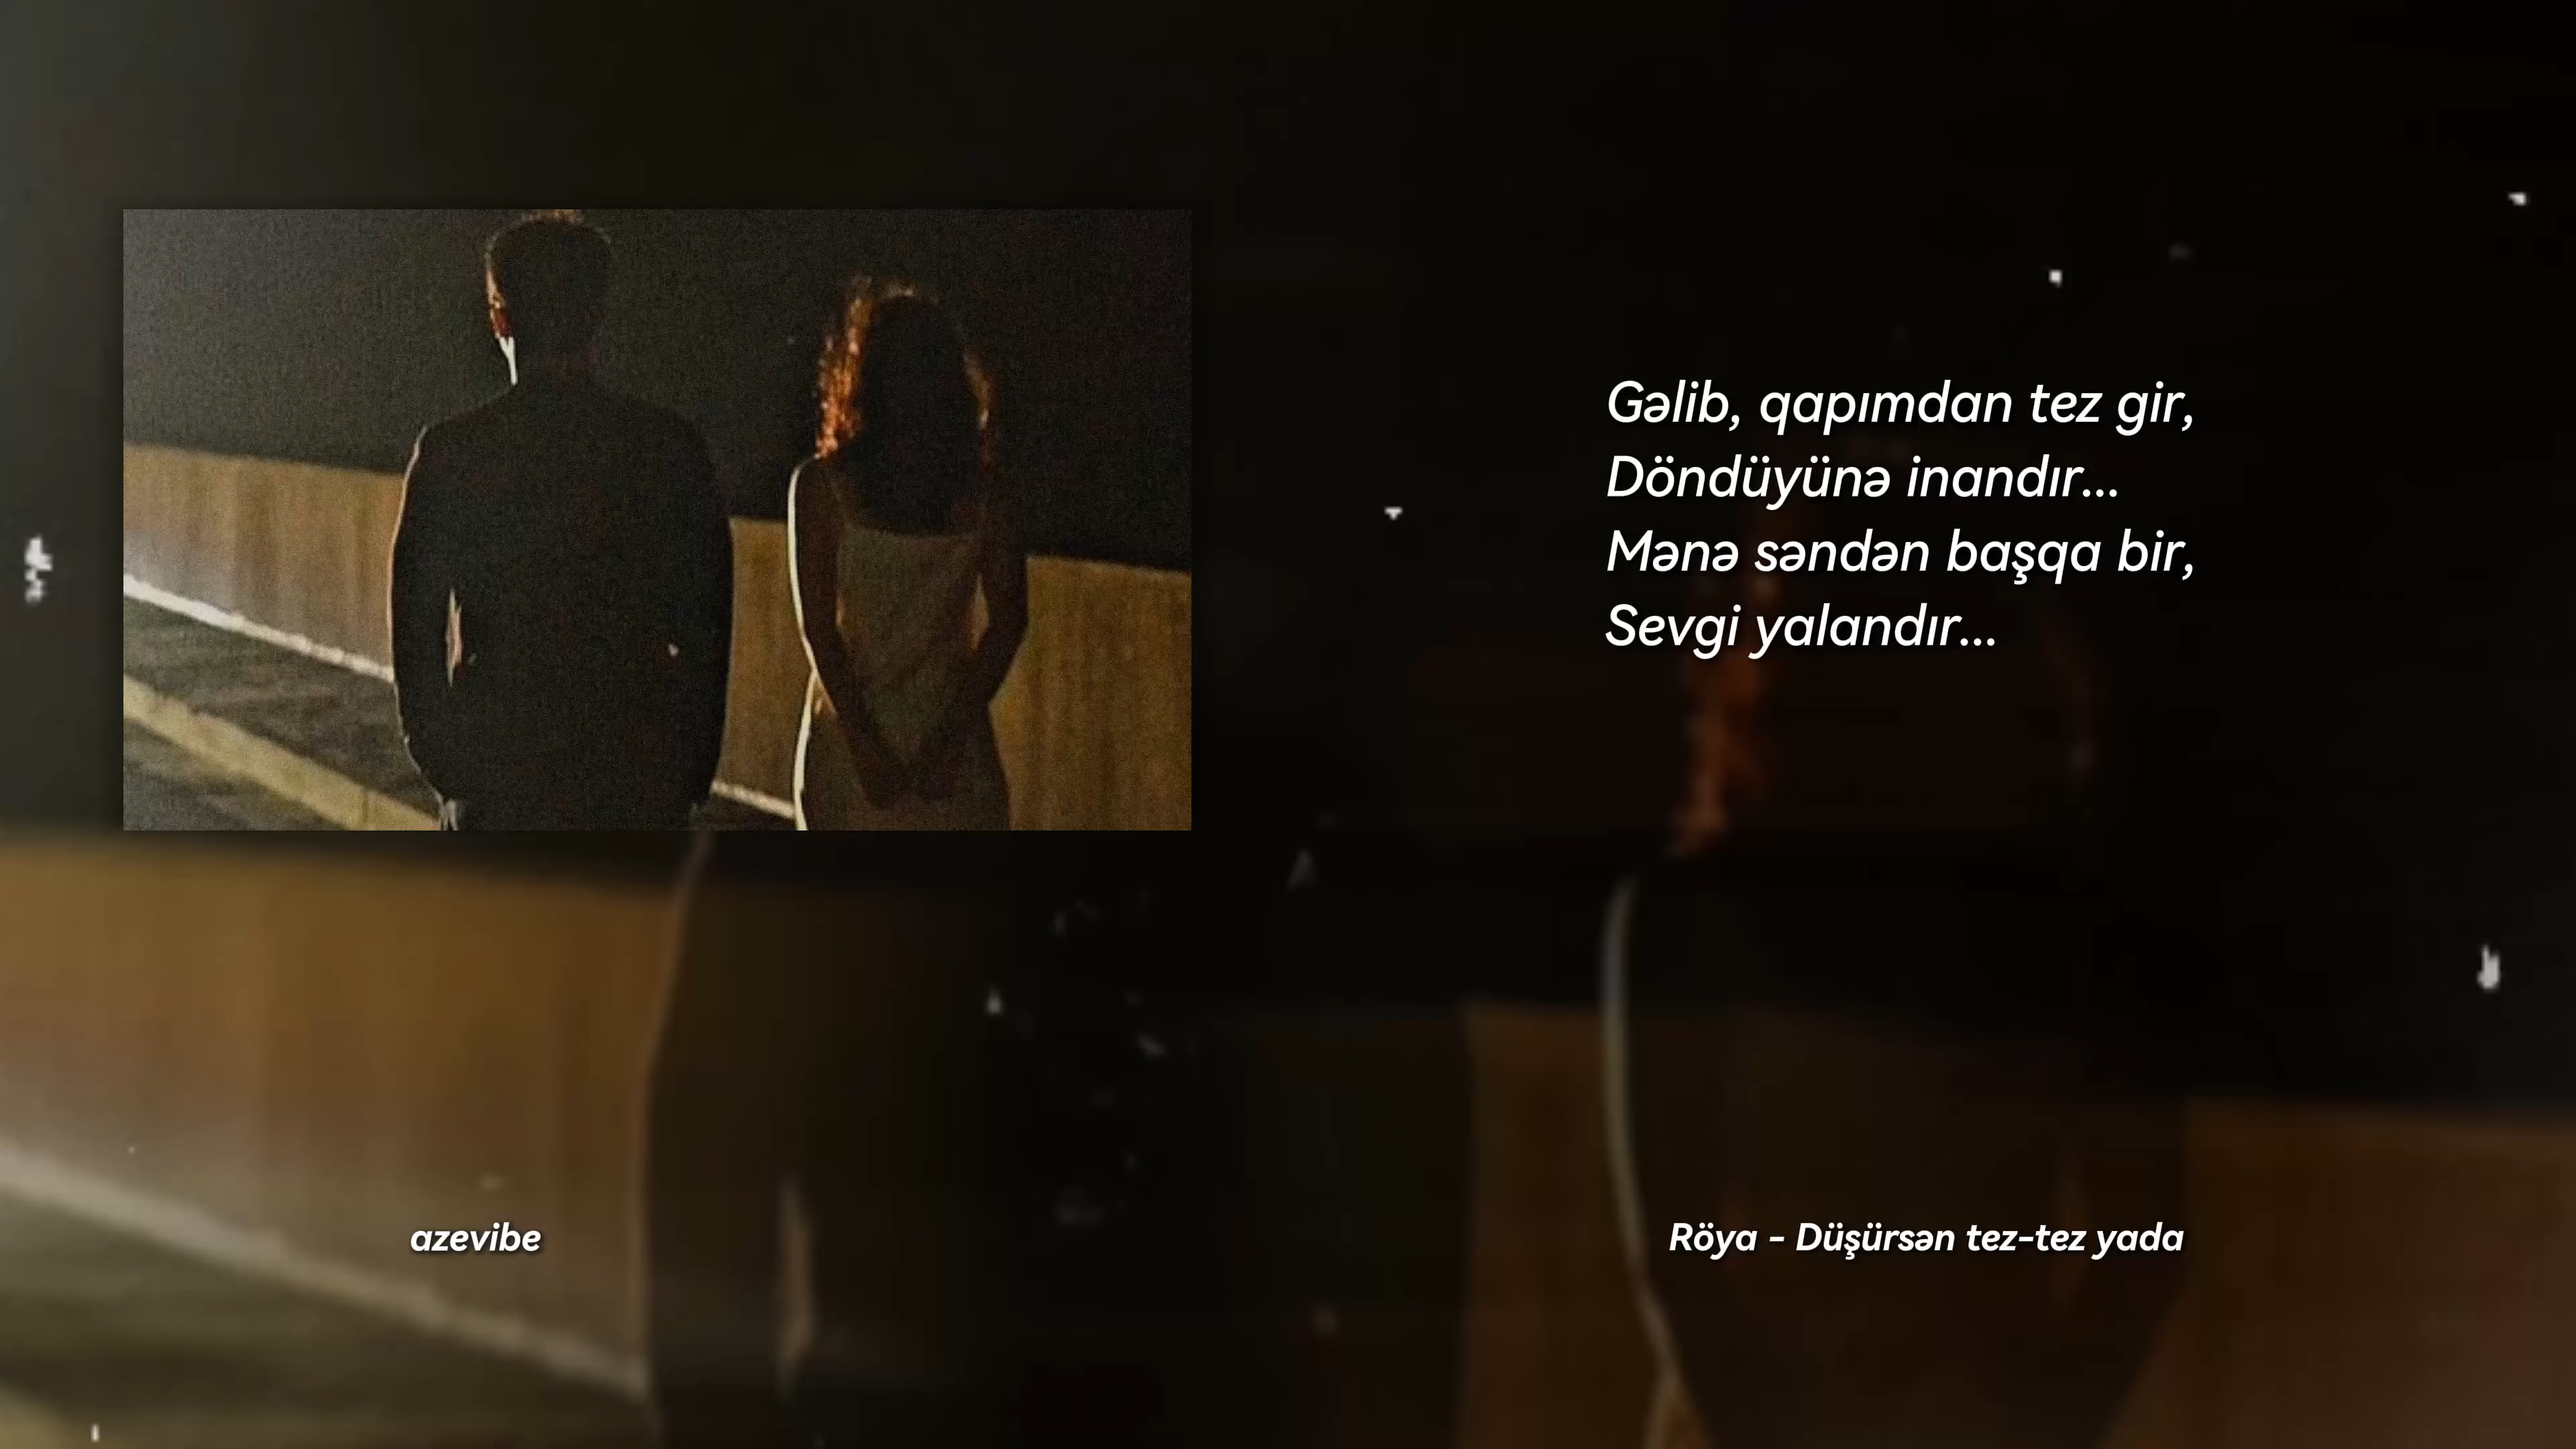 Gəlib, qapımdan tez gir,
Döndüyünə inandır...
Mənə səndən başqa bir,
Sevgi yalandır...
azevibe
Röya - Düşürsən tez-tez yada